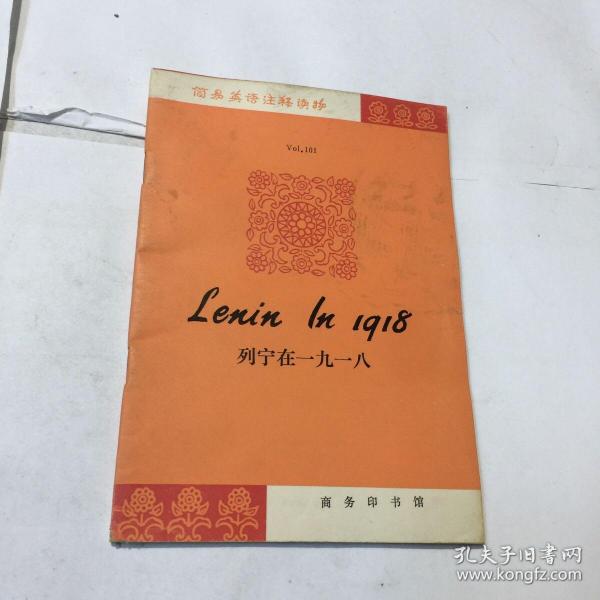 简易英语注释读物
Vol.101
Lenin In 1918
列宁在一九一八
商务印书馆
孔夫子旧书网
www.kongfz.com